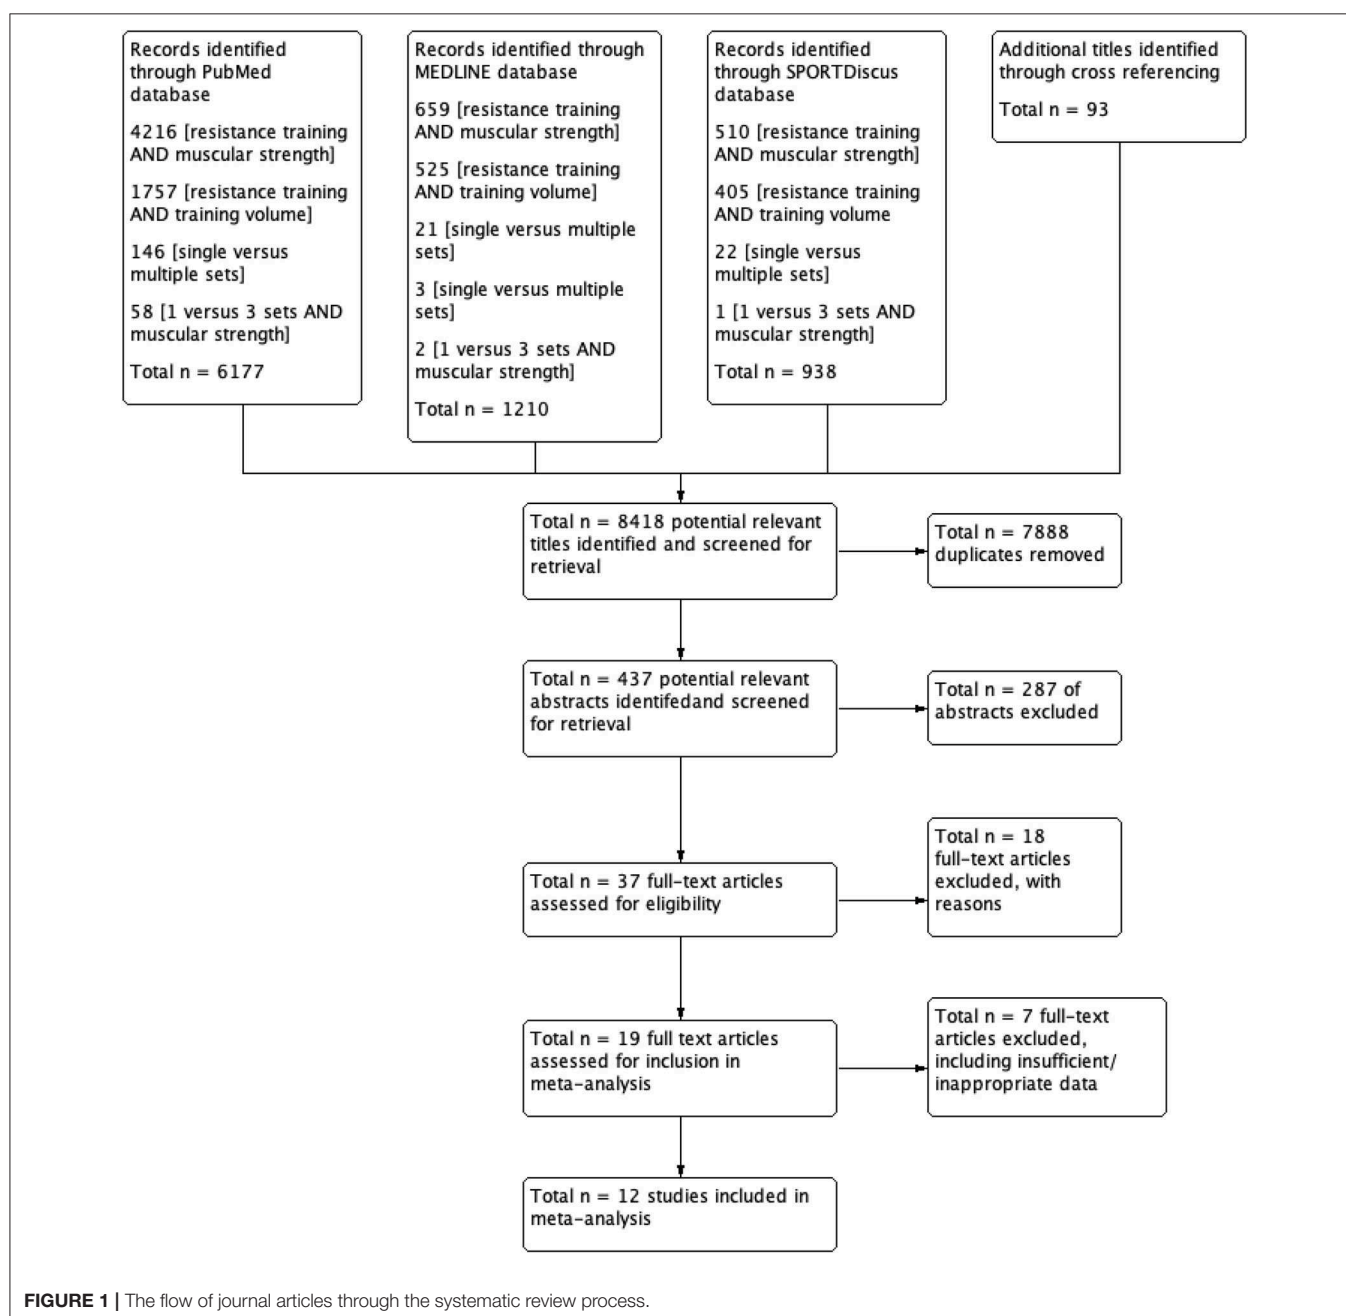 Records identified
through PubMed
database
4216 [resistance training
AND muscular strength]
1757 [resistance training
AND training volume]
146 [single versus
multiple sets]
58 [1 versus 3 sets AND
muscular strength]
Total n = 6177
Records identified through
MEDLINE database
659 [resistance training
AND muscular strength]
525 [resistance training
AND training volume]
21 [single versus multiple
sets]
3 [single versus multiple
sets]
2 [1 versus 3 sets AND
muscular strength]
Total n = 1210
Records identified
through SPORTDiscus
database
510 [resistance training
AND muscular strength]
405 [resistance training
AND training volume
22 [single versus
multiple sets]
1 [1 versus 3 sets AND
muscular strength]
Total n = 938
Additional titles identified
through cross referencing
Total n = 93
Total n = 8418 potential relevant
titles identified and screened for
retrieval
Total n = 7888
duplicates removed
Total n = 437 potential relevant
abstracts identifedand screened
for retrieval
Total n = 287 of
abstracts excluded
Total n = 37 full-text articles
assessed for eligibility
Total n = 18
full-text articles
excluded, with
reasons
Total n = 19 full text articles
assessed for inclusion in
meta-analysis
Total n = 7 full-text
articles excluded,
including insufficient/
inappropriate data
Total n = 12 studies included in
meta-analysis
FIGURE 1 | The flow of journal articles through the systematic review process.